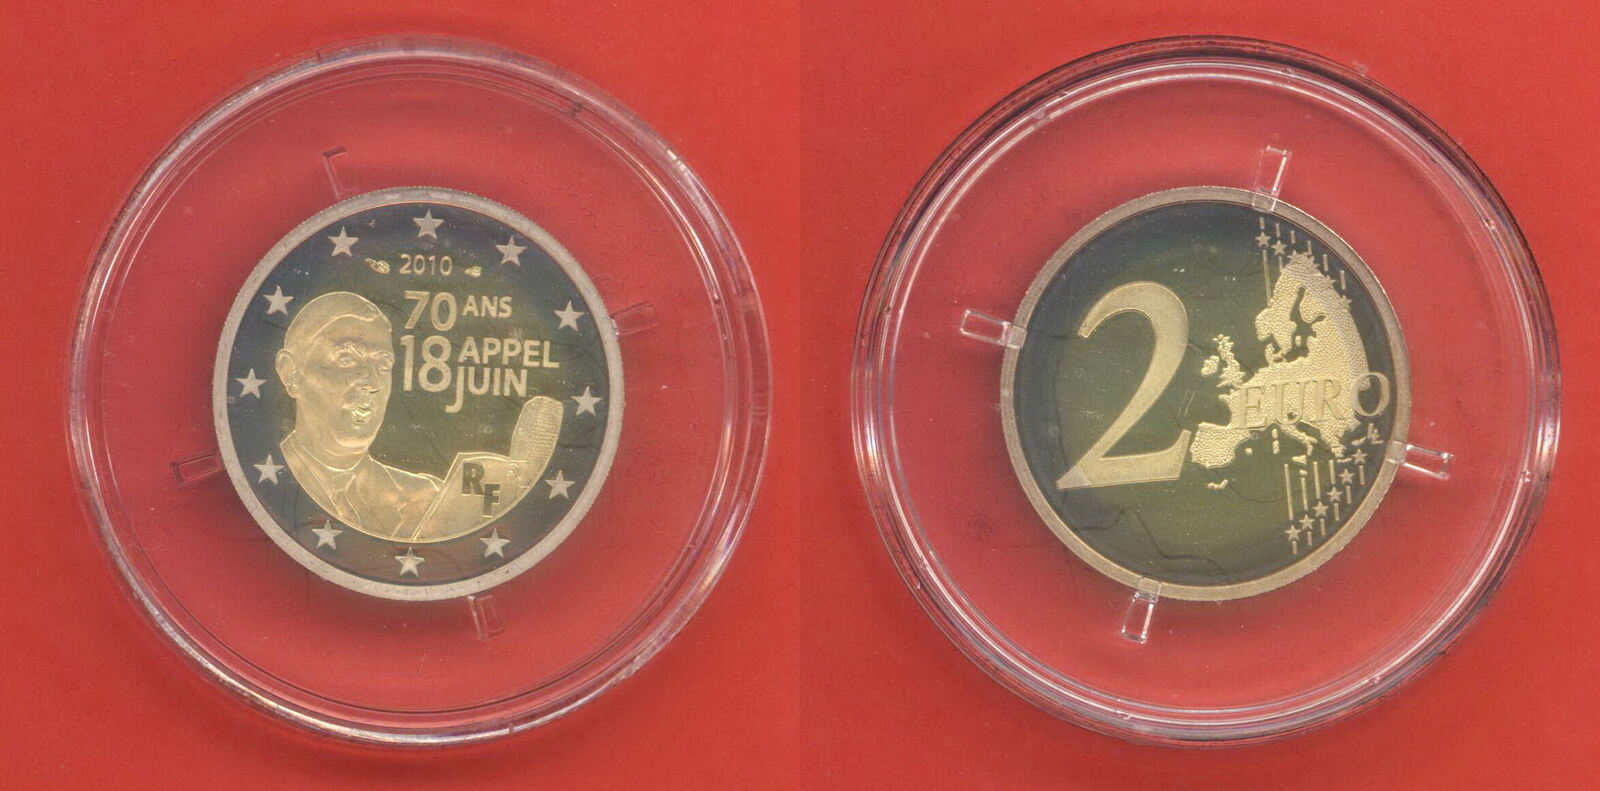 2010
70 ANS
18 APPEL
JUIN
RF
2
EURO